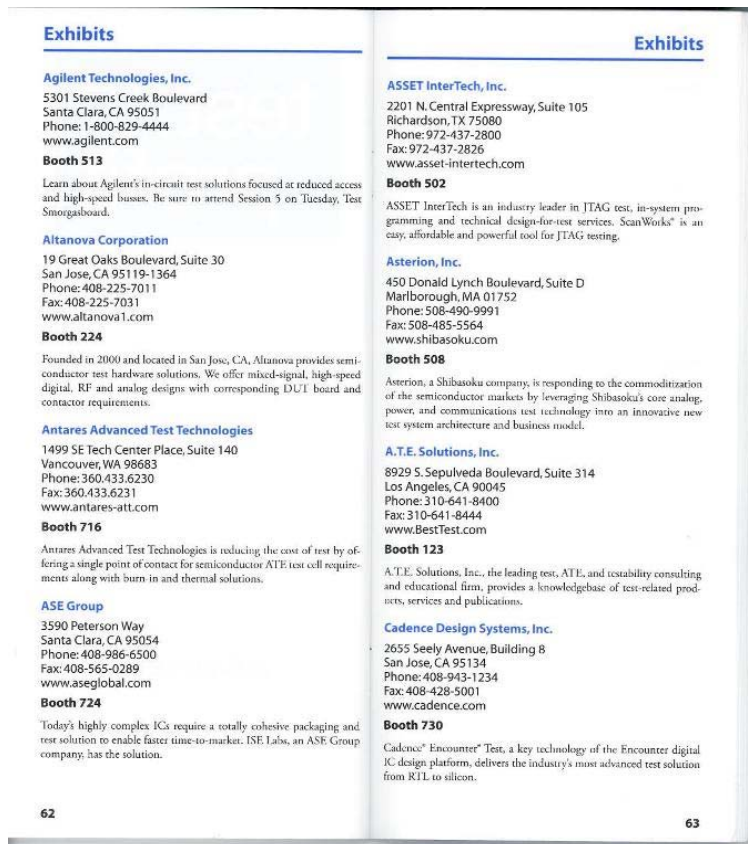 Exhibits
Agilent Technologies, Inc.
5301 Stevens Creek Boulevard
Santa Clara, CA 95051
Phone: 1-800-829-4444
www.agilent.com
Booth 513
Learn about Agilent's in-circuit test solutions focused at reduced access
and high-speed busses. Be sure to attend Session 5 on Tuesday, Test
Smorgasboard.
Altanova Corporation
19 Great Oaks Boulevard, Suite 30
San Jose, CA 95119-1364
Phone: 408-225-7011
Fax: 408-225-7031
www.altanova1.com
Booth 224
Founded in 2000 and located in San Jose, CA, Altanova provides semi-
conductor test hardware solutions. We offer mixed-signal, high-speed
digital, RF and analog designs with corresponding DUT board and
contactor requirements.
Antares Advanced Test Technologies
1499 SE Tech Center Place, Suite 140
Vancouver, WA 98683
Phone: 360.433.6230
Fax: 360.433.6231
www.antares-att.com
Booth 716
Antares Advanced Test Technologies is reducing the cost of test by of-
fering a single point of contact for semiconductor ATE test cell require-
ments along with burn-in and thermal solutions.
ASE Group
3590 Peterson Way
Santa Clara, CA 95054
Phone: 408-986-6500
Fax: 408-565-0289
www.aseglobal.com
Booth 724
Today's highly complex ICs require a totally cohesive packaging and
test solution to enable faster time-to-market. ISE Labs, an ASE Group
company, has the solution.
62
Exhibits
ASSET InterTech, Inc.
2201 N. Central Expressway, Suite 105
Richardson, TX 75080
Phone: 972-437-2800
Fax: 972-437-2826
www.asset-intertech.com
Booth 502
ASSET InterTech is an industry leader in JTAG test, in-system pro-
gramming and technical design-for-test services. ScanWorks® is an
easy, affordable and powerful tool for JTAG testing.
Asterion, Inc.
450 Donald Lynch Boulevard, Suite D
Marlborough, MA 01752
Phone: 508-490-9991
Fax: 508-485-5564
www.shibasoku.com
Booth 508
Asterion, a Shibasoku company, is responding to the commoditization
of the semiconductor markets by leveraging Shibasoku's core analog,
power, and communications test technology into an innovative new
test system architecture and business model.
A.T.E. Solutions, Inc.
8929 S. Sepulveda Boulevard, Suite 314
Los Angeles, CA 90045
Phone: 310-641-8400
Fax: 310-641-8444
www.BestTest.com
Booth 123
A.T.E. Solutions, Inc., the leading test, ATE, and testability consulting
and educational firm, provides a knowledgebase of test-related prod-
ucts, services and publications.
Cadence Design Systems, Inc.
2655 Seely Avenue, Building 8
San Jose, CA 95134
Phone: 408-943-1234
Fax: 408-428-5001
www.cadence.com
Booth 730
Cadence® Encounter® Test, a key technology of the Encounter digital
IC design platform, delivers the industry's most advanced test solution
from RTL to silicon.
63